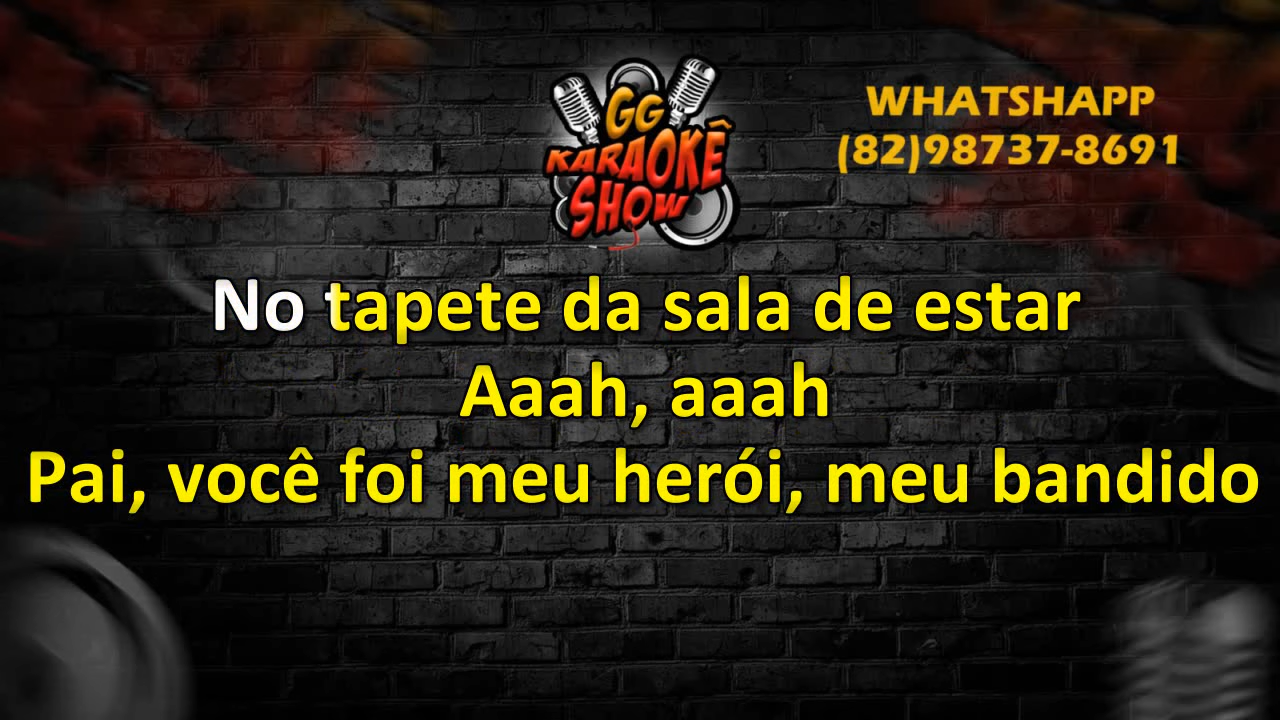 GG
KARAOKÊ
SHOW
WHATSHAPP
(82)98737-8691
No tapete da sala de estar
Aaah, aaah
Pai, você foi meu herói, meu bandido